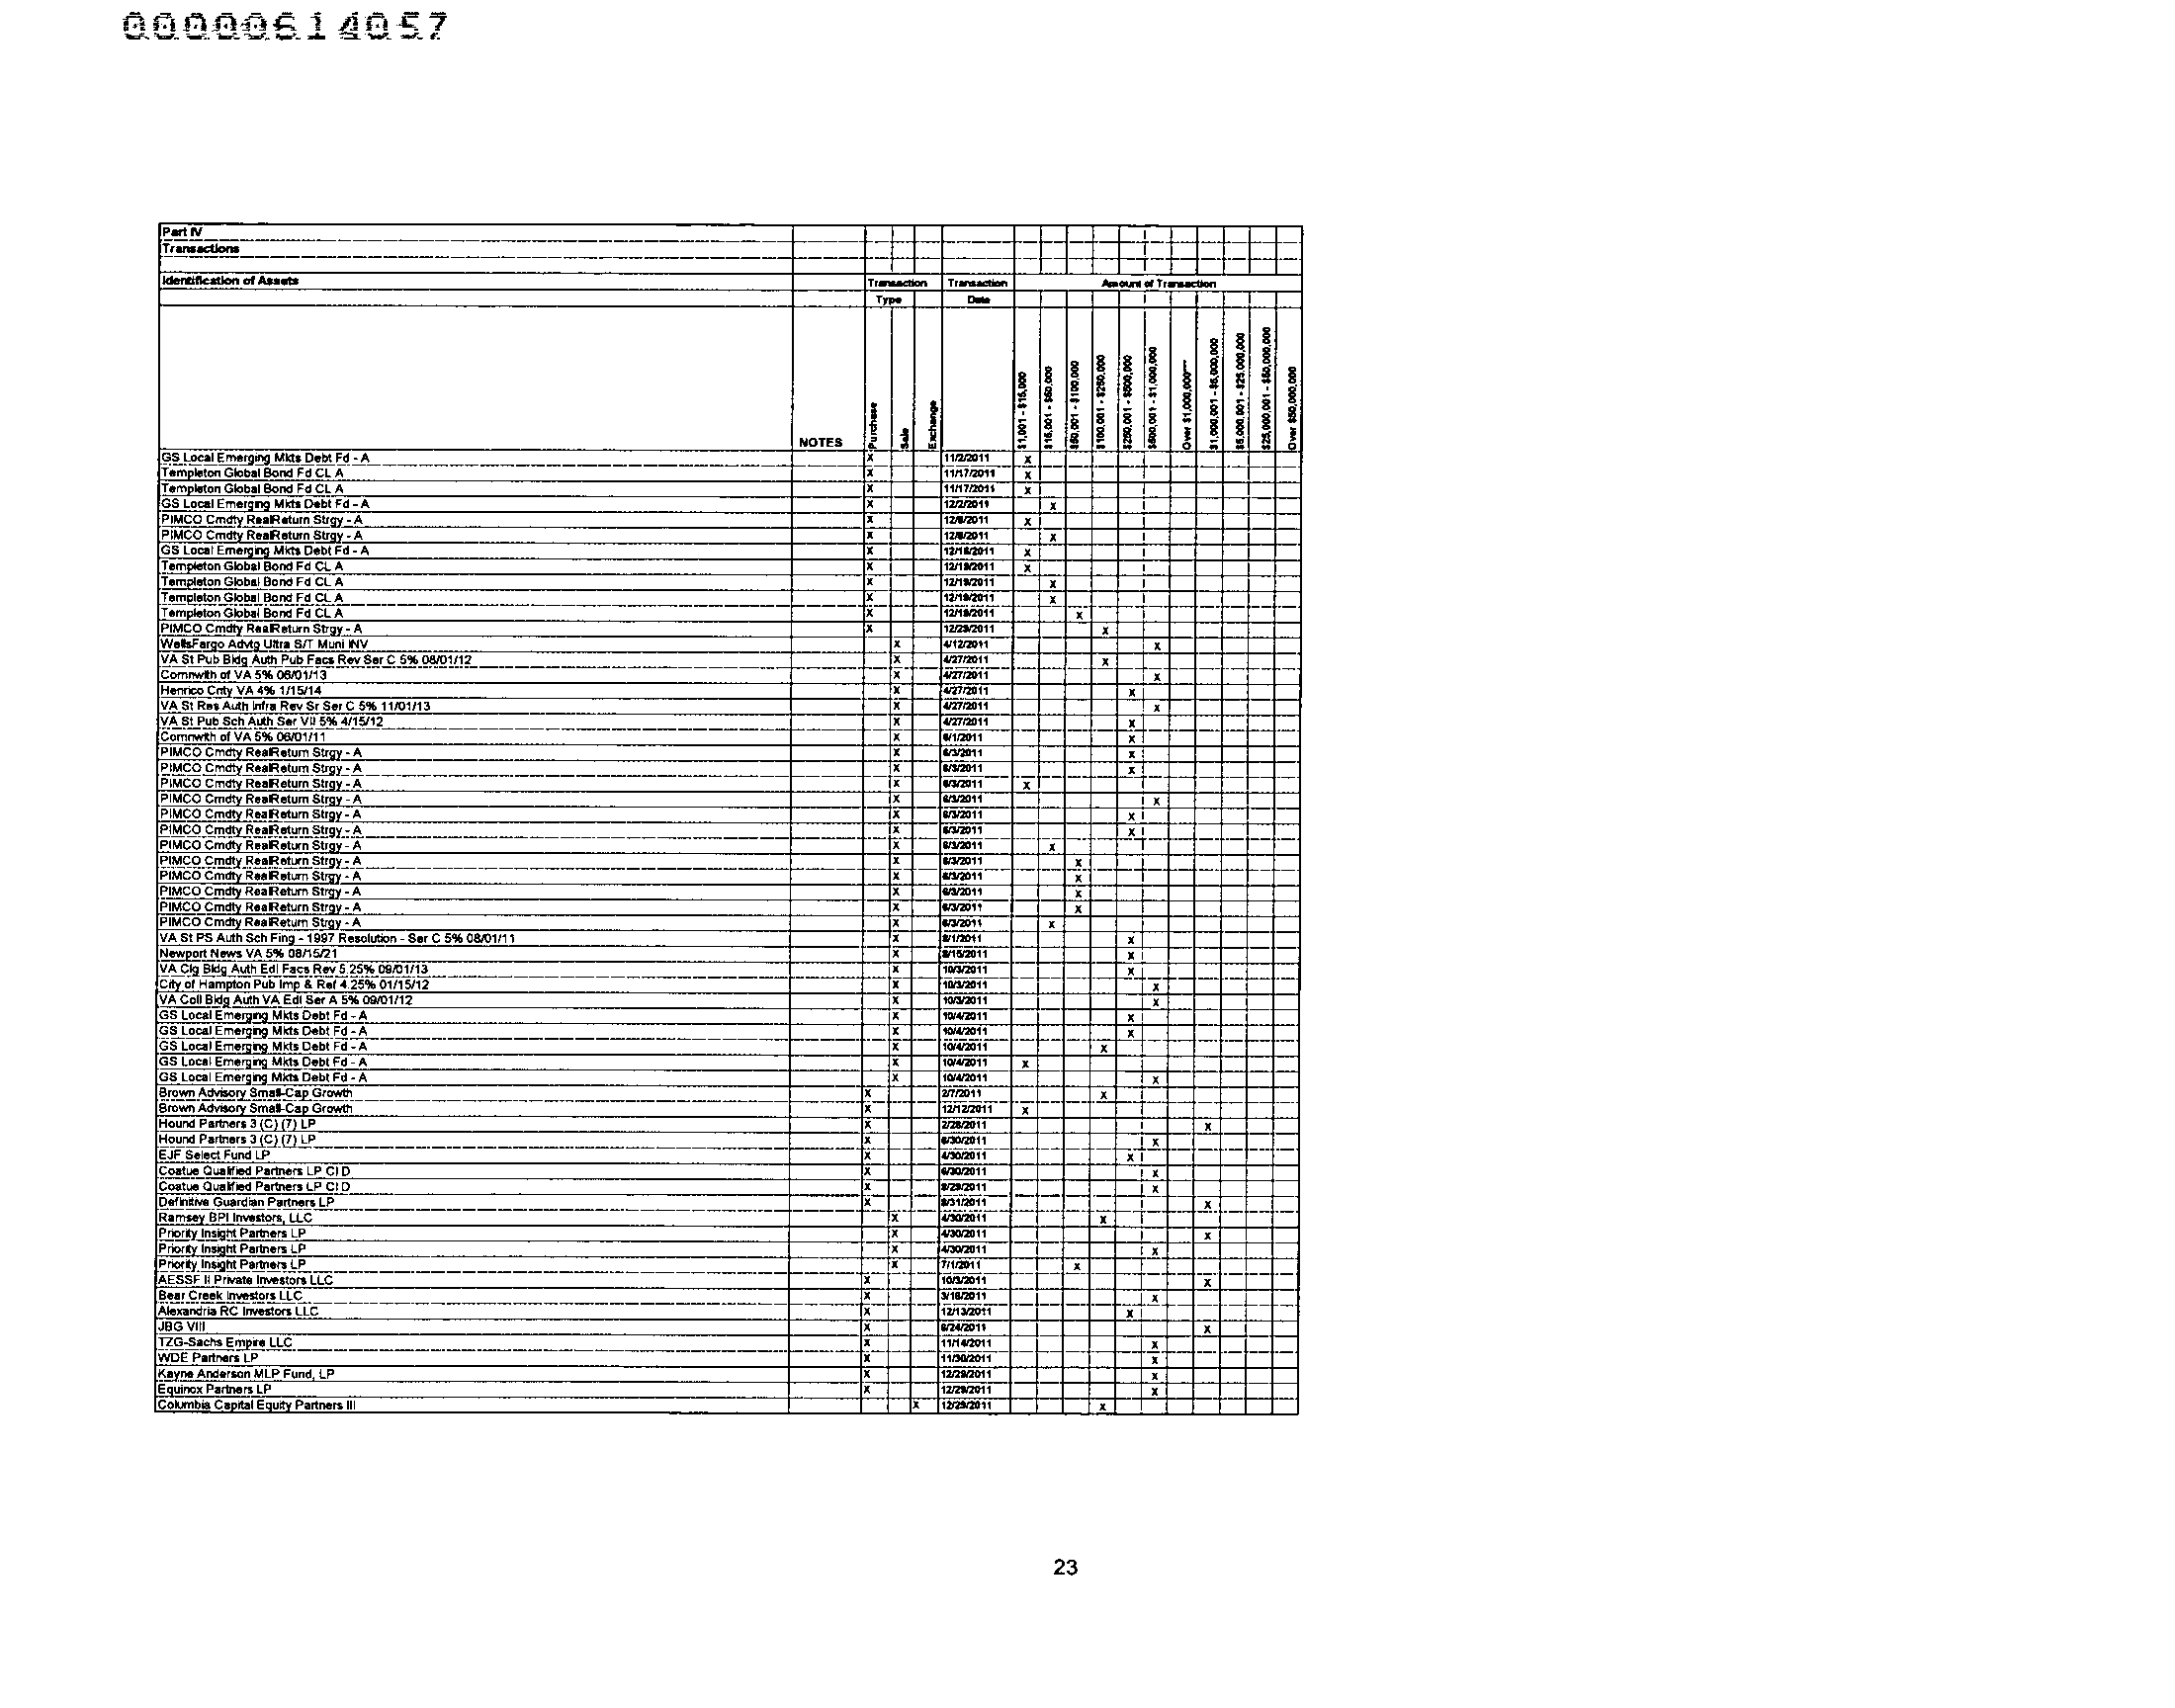 00000614057
Part IV
Transactions
Identification of Assets Transaction Transaction Amount of Transaction
Type Date
NOTES Purchase Sale Exchange $1,001 - $15,000 $15,001 - $50,000 $50,001 - $100,000 $100,001 - $250,000 $250,001 - $500,000 $500,001 - $1,000,000 Over $1,000,000*** $1,000,001 - $5,000,000 $5,000,001 - $25,000,000 $25,000,001 - $50,000,000 Over $50,000,000
GS Local Emerging Mkts Debt Fd - A X 11/2/2011 X
Templeton Global Bond Fd CL A X 11/17/2011 X
Templeton Global Bond Fd CL A X 11/17/2011 X
GS Local Emerging Mkts Debt Fd - A X 12/2/2011 X
PIMCO Cmdty RealReturn Strgy - A X 12/8/2011 X
PIMCO Cmdty RealReturn Strgy - A X 12/8/2011 X
GS Local Emerging Mkts Debt Fd - A X X
Templeton Global Bond Fd CL A X 12/19/2011 X
Templeton Global Bond Fd CL A X 12/19/2011 X
Templeton Global Bond Fd CL A X 12/19/2011 X
Templeton Global Bond Fd CL A X 12/19/2011 X
PIMCO Cmdty RealReturn Strgy - A X 12/29/2011 X
WellsFargo Advtg Ultra S/T Muni INV X 4/12/2011 X
VA St Pub Bldg Auth Pub Facs Rev Ser C 5% 08/01/12 X 4/27/2011 X
Comnwlth of VA 5% 06/01/13 X 4/27/2011 X
Henrico Cnty VA 4% 1/15/14 X 4/27/2011 X
VA St Res Auth Infra Rev Sr Ser C 5% 11/01/13 X 4/27/2011 X
VA St Pub Sch Auth Ser VII 5% 4/15/12 X 4/27/2011 X
Comnwlth of VA 5% 06/01/11 X 6/1/2011 X
PIMCO Cmdty RealReturn Strgy - A X 6/3/2011 X
PIMCO Cmdty RealReturn Strgy - A X 6/3/2011 X
PIMCO Cmdty RealReturn Strgy - A X 6/3/2011 X
PIMCO Cmdty RealReturn Strgy - A X 6/3/2011 X
PIMCO Cmdty RealReturn Strgy - A X 6/3/2011 X
PIMCO Cmdty RealReturn Strgy - A X 6/3/2011 X
PIMCO Cmdty RealReturn Strgy - A X 6/3/2011 X
PIMCO Cmdty RealReturn Strgy - A X 6/3/2011 X
PIMCO Cmdty RealReturn Strgy - A X 6/3/2011 X
PIMCO Cmdty RealReturn Strgy - A X 6/3/2011 X
PIMCO Cmdty RealReturn Strgy - A X 6/3/2011 X
PIMCO Cmdty RealReturn Strgy - A X 6/3/2011 X
VA St PS Auth Sch Fing - 1997 Resolution - Ser C 5% 08/01/11 X 8/1/2011 X
Newport News VA 5% 08/15/21 X 8/15/2011 X
VA Clg Bldg Auth Edl Facs Rev 5.25% 09/01/13 X 10/3/2011 X
City of Hampton Pub Imp & Ref 4.25% 01/15/12 X 10/3/2011 X
VA Coll Bldg Auth VA Edl Ser A 5% 09/01/12 X 10/3/2011 X
GS Local Emerging Mkts Debt Fd - A X 10/4/2011 X
GS Local Emerging Mkts Debt Fd - A X 10/4/2011 X
GS Local Emerging Mkts Debt Fd - A X 10/4/2011 X
GS Local Emerging Mkts Debt Fd - A X 10/4/2011 X
GS Local Emerging Mkts Debt Fd - A X 10/4/2011 X
Brown Advisory Small-Cap Growth X 2/7/2011 X
Brown Advisory Small-Cap Growth X 12/12/2011 X
Hound Partners 3 (C) (7) LP X 2/28/2011 X
Hound Partners 3 (C) (7) LP X 6/30/2011 X
EJF Select Fund LP X 4/30/2011 X
Coatue Qualified Partners LP Cl D X 6/30/2011 X
Coatue Qualified Partners LP Cl D X 8/29/2011 X
Definitive Guardian Partners LP X 8/31/2011 X
Ramsey BPI Investors, LLC X 4/30/2011 X
Priority Insight Partners LP X 4/30/2011 X
Priority Insight Partners LP X 4/30/2011 X
Priority Insight Partners LP X 7/1/2011 X
AESSF II Private Investors LLC X 10/3/2011 X
Bear Creek Investors LLC X X
Alexandria RC Investors LLC X 12/13/2011 X
JBG VIII X 6/24/2011 X
TZG-Sachs Empire LLC X 11/14/2011 X
WDE Partners LP X 11/30/2011 X
Kayne Anderson MLP Fund, LP X 12/29/2011 X
Equinox Partners LP X 12/29/2011 X
Columbia Capital Equity Partners III X 12/29/2011 X
23